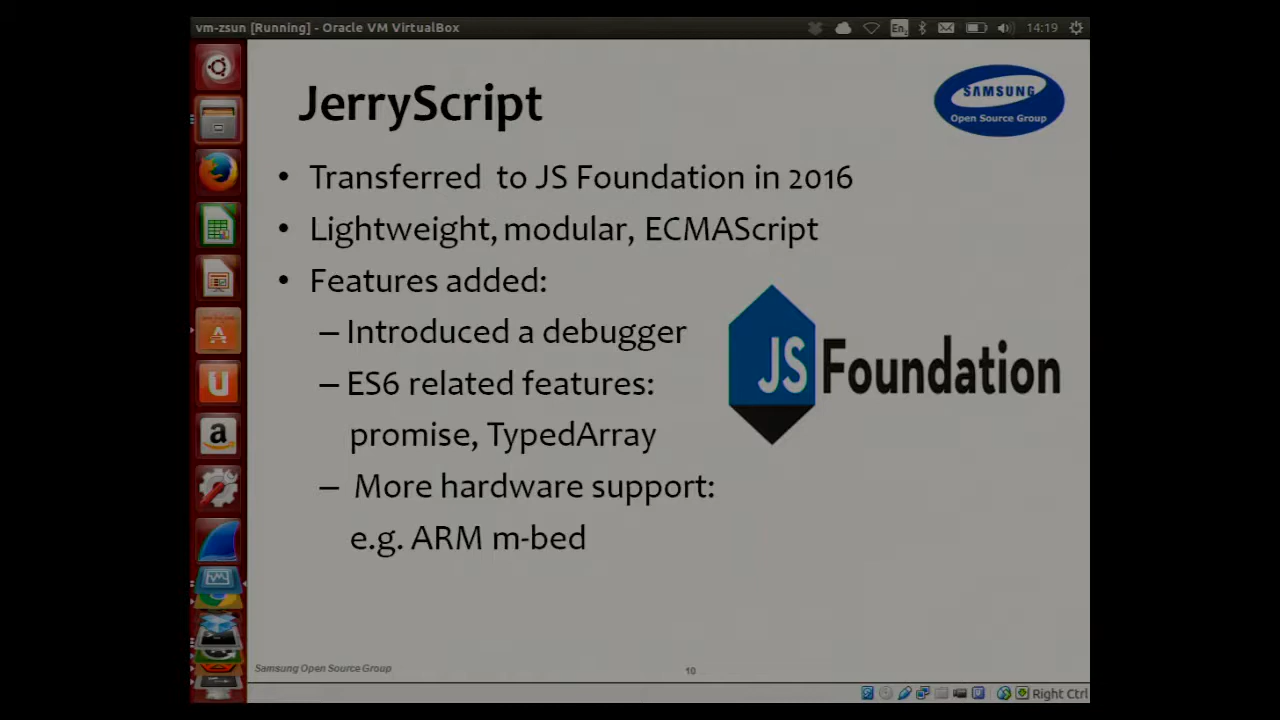 vm-zsun [Running] - Oracle VM VirtualBox
En 14:19
JerryScript
SAMSUNG
Open Source Group
• Transferred to JS Foundation in 2016
• Lightweight, modular, ECMAScript
• Features added:
– Introduced a debugger
– ES6 related features:
promise, TypedArray
– More hardware support:
e.g. ARM m-bed
JS Foundation
Samsung Open Source Group
10
Right Ctrl